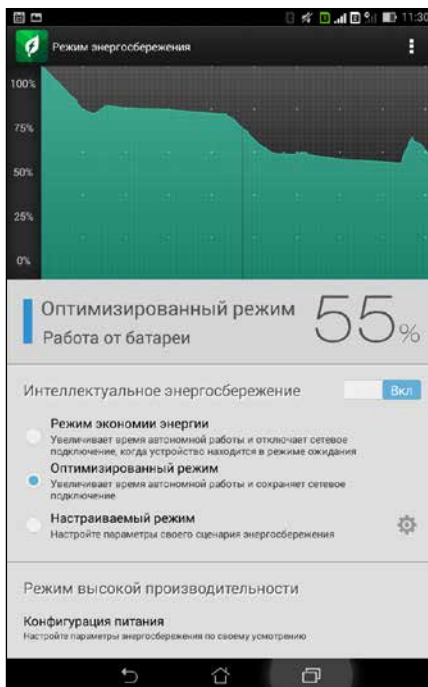 11:30
Режим энергосбережения
100%
75%
50%
25%
0%
Оптимизированный режим
55%
Работа от батареи
Интеллектуальное энергосбережение
Вкл
Режим экономии энергии
Увеличивает время автономной работы и отключает сетевое
подключение, когда устройство находится в режиме ожидания
Оптимизированный режим
Увеличивает время автономной работы и сохраняет сетевое
подключение
Настраиваемый режим
Настройте параметры своего сценария энергосбережения
Режим высокой производительности
Конфигурация питания
Настройте параметры энергосбережения по своему усмотрению